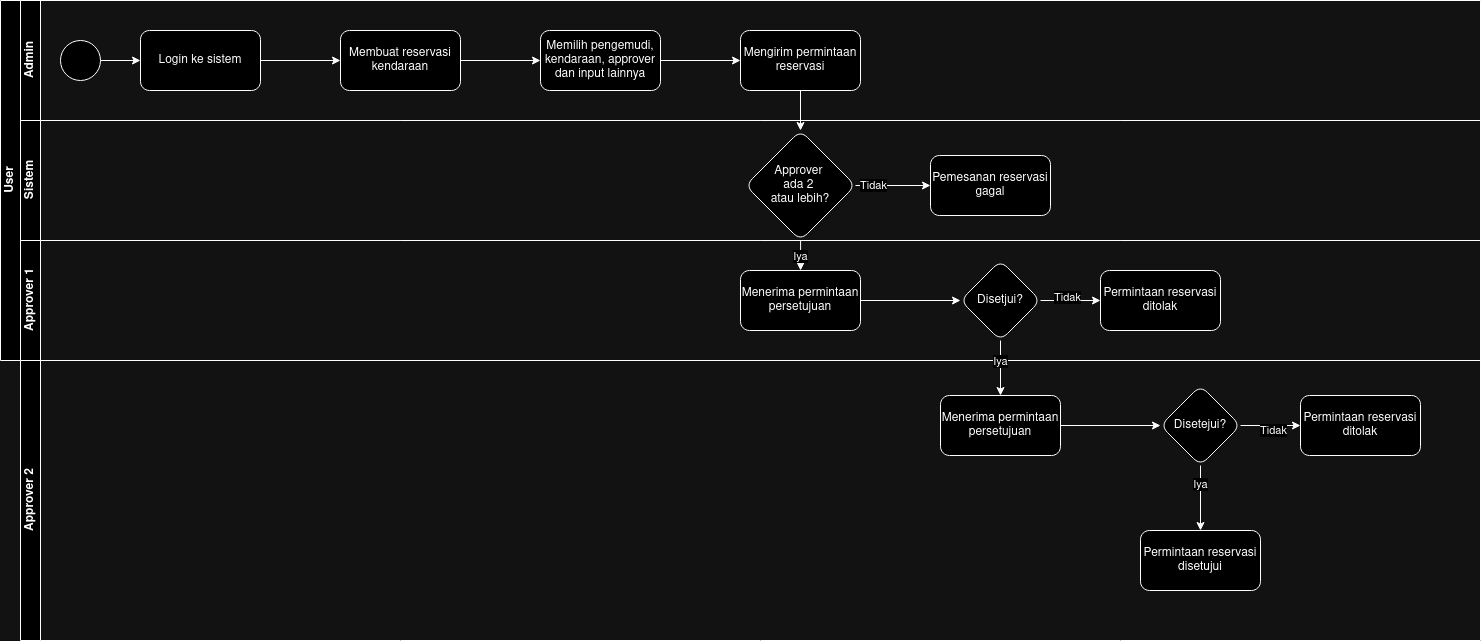 User
Admin
Login ke sistem
Membuat reservasi
kendaraan
Memilih pengemudi,
kendaraan, approver
dan input lainnya
Mengirim permintaan
reservasi
Sistem
Approver
ada 2
atau lebih?
Tidak
Pemesanan reservasi
gagal
Iya
Approver 1
Menerima permintaan
persetujuan
Disetjui?
Tidak
Permintaan reservasi
ditolak
Iya
Approver 2
Menerima permintaan
persetujuan
Disetejui?
Tidak
Permintaan reservasi
ditolak
Iya
Permintaan reservasi
disetujui